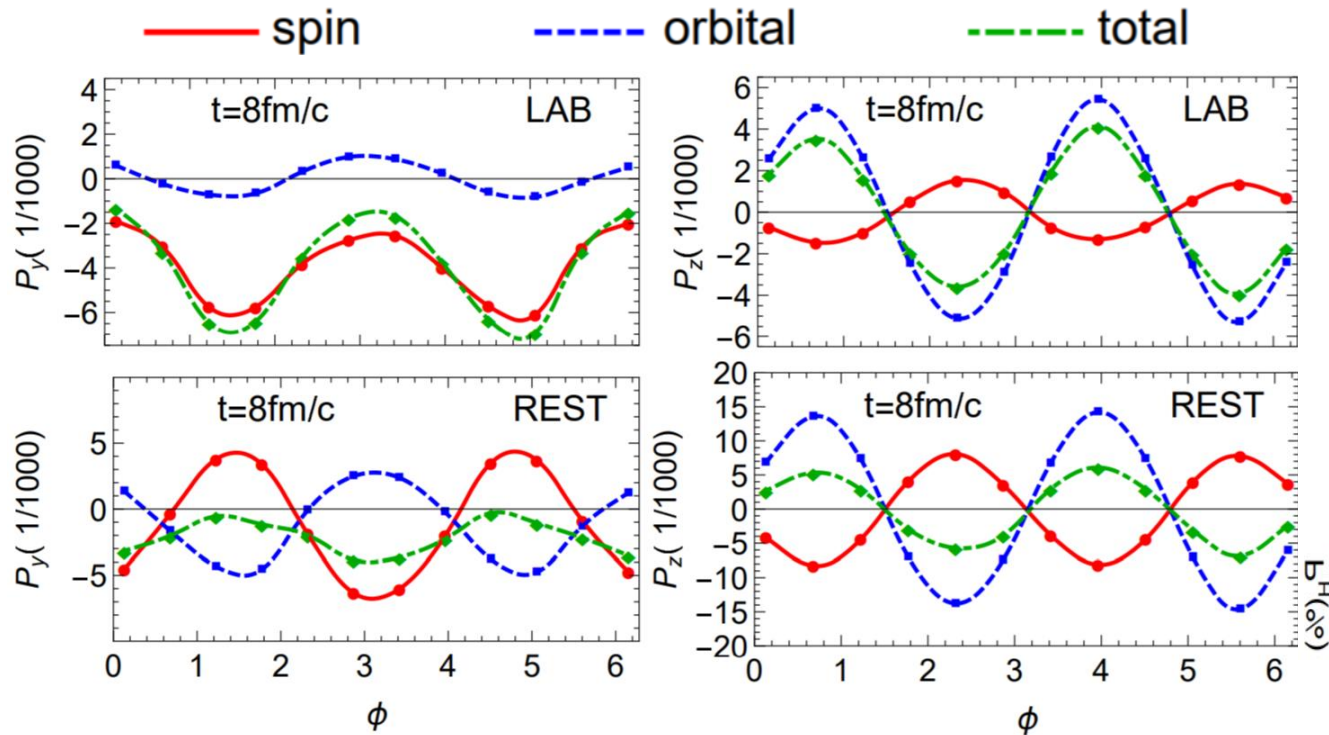 spin orbital total
t=8fm/c LAB
P_y( 1/1000)
4
2
0
−2
−4
−6
t=8fm/c LAB
P_z( 1/1000)
6
4
2
0
−2
−4
−6
t=8fm/c REST
P_y( 1/1000)
5
0
−5
0 1 2 3 4 5 6
ϕ
t=8fm/c REST
P_z( 1/1000)
20
15
10
5
0
−5
−10
−15
−20
0 1 2 3 4 5 6
ϕ